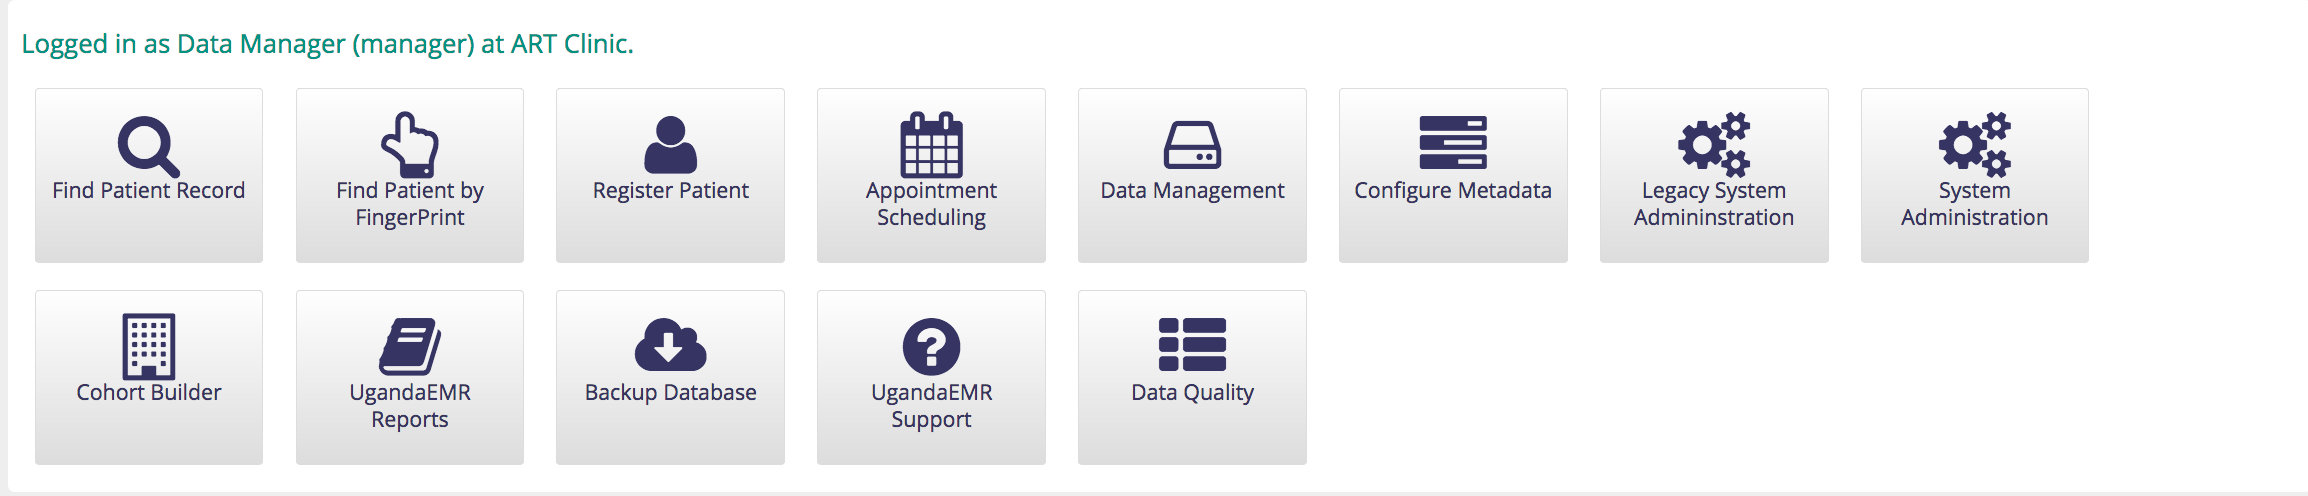 Logged in as Data Manager (manager) at ART Clinic.
Find Patient Record
Find Patient by
FingerPrint
Register Patient
Appointment
Scheduling
Data Management
Configure Metadata
Legacy System
Admininstration
System
Administration
Cohort Builder
UgandaEMR
Reports
Backup Database
UgandaEMR
Support
Data Quality